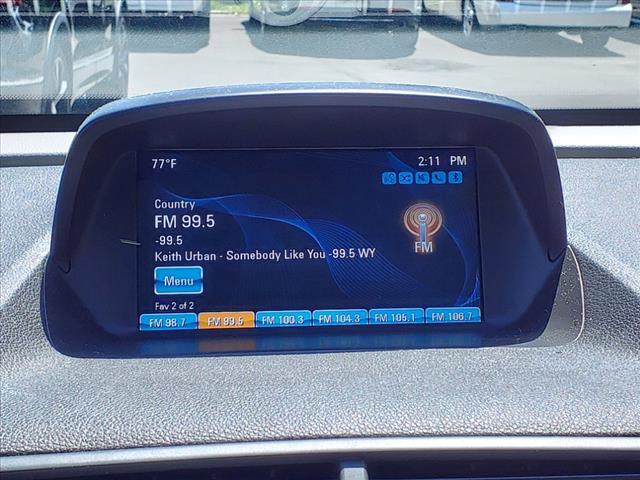 77°F
2:11 PM
Country
FM 99.5
-99.5
Keith Urban - Somebody Like You -99.5 WY
FM
Menu
Fav 2 of 2
FM 98.7 FM 99.5 FM 100.3 FM 104.3 FM 105.1 FM 106.7